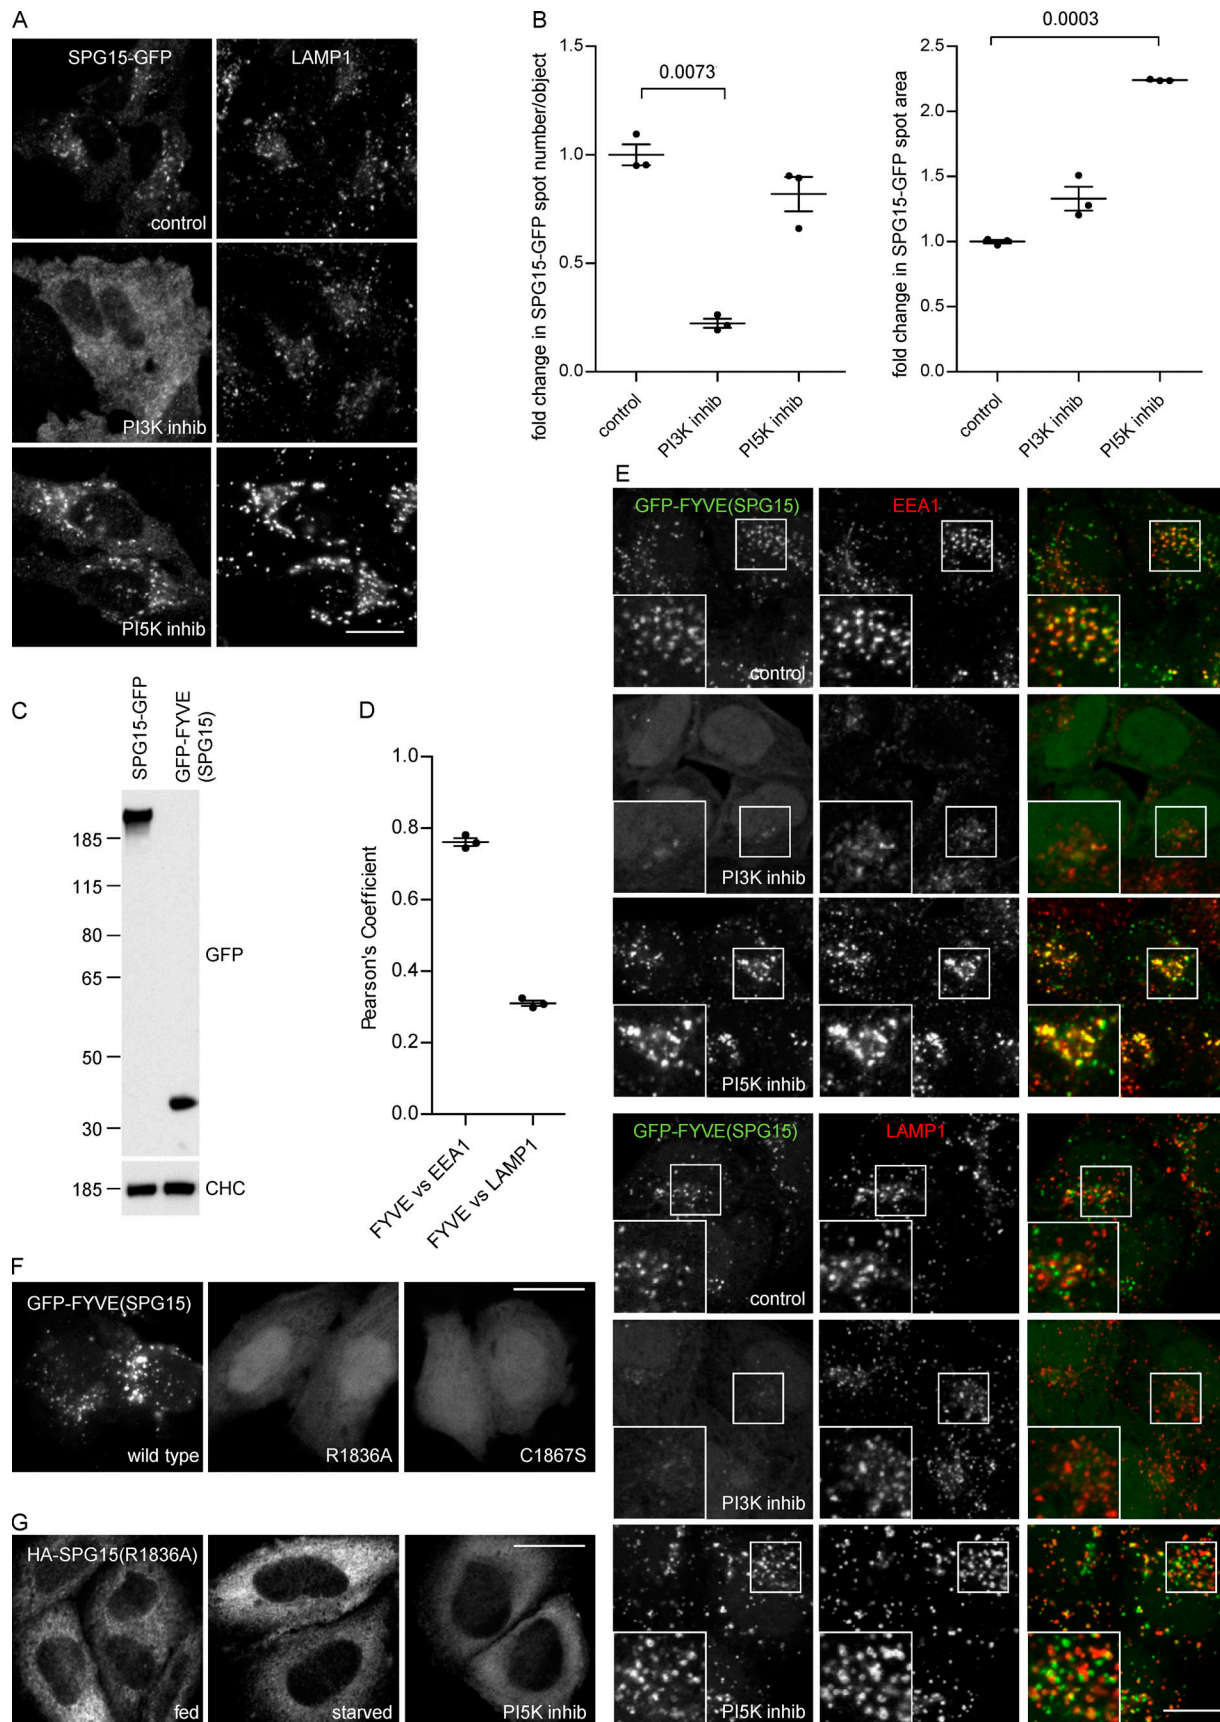 A
SPG15-GFP
LAMP1
control
PI3K inhib
PI5K inhib
B
fold change in SPG15-GFP spot number/object
1.5
1.0
0.5
0.0
0.0073
control
PI3K inhib
PI5K inhib
fold change in SPG15-GFP spot area
2.5
2.0
1.5
1.0
0.5
0.0
0.0003
control
PI3K inhib
PI5K inhib
C
SPG15-GFP
GFP-FYVE
(SPG15)
185
115
80
65
50
30
GFP
185
CHC
D
Pearson's Coefficient
1.0
0.8
0.6
0.4
0.2
0.0
FYVE vs EEA1
FYVE vs LAMP1
E
GFP-FYVE(SPG15)
EEA1
control
PI3K inhib
PI5K inhib
GFP-FYVE(SPG15)
LAMP1
control
PI3K inhib
PI5K inhib
F
GFP-FYVE(SPG15)
wild type
R1836A
C1867S
G
HA-SPG15(R1836A)
fed
starved
PI5K inhib